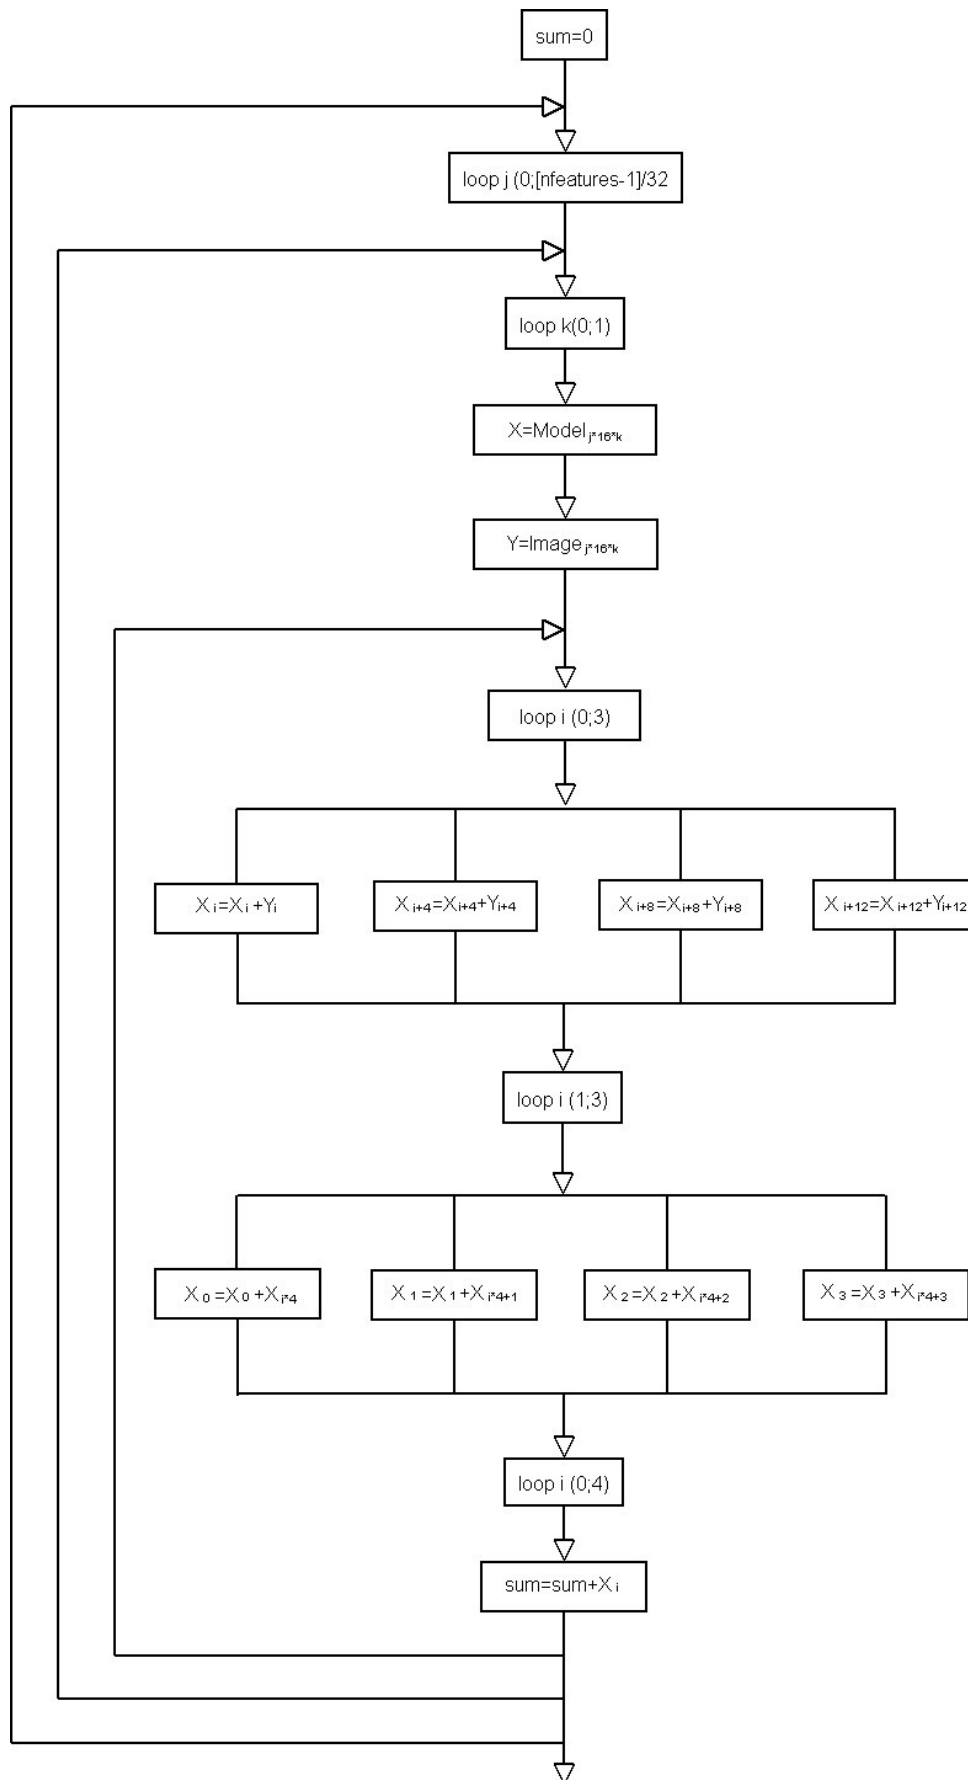 sum=0
loop j (0;[nfeatures-1]/32
loop k(0;1)
X=Model j*16*k
Y=Image j*16*k
loop i (0;3)
X i=X i +Y i
X i+4=X i+4+Y i+4
X i+8=X i+8+Y i+8
X i+12=X i+12+Y i+12
loop i (1;3)
X 0 =X 0 +X i*4
X 1 =X 1 +X i*4+1
X 2 =X 2 +X i*4+2
X 3 =X 3 +X i*4+3
loop i (0;4)
sum=sum+X i